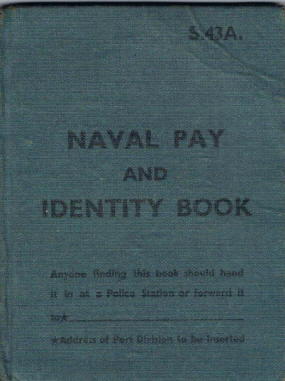 S.43A.
NAVAL PAY
AND
IDENTITY BOOK
Anyone finding this book should hand
it in at a Police Station or forward it
to★
★Address of Port Division to be inserted